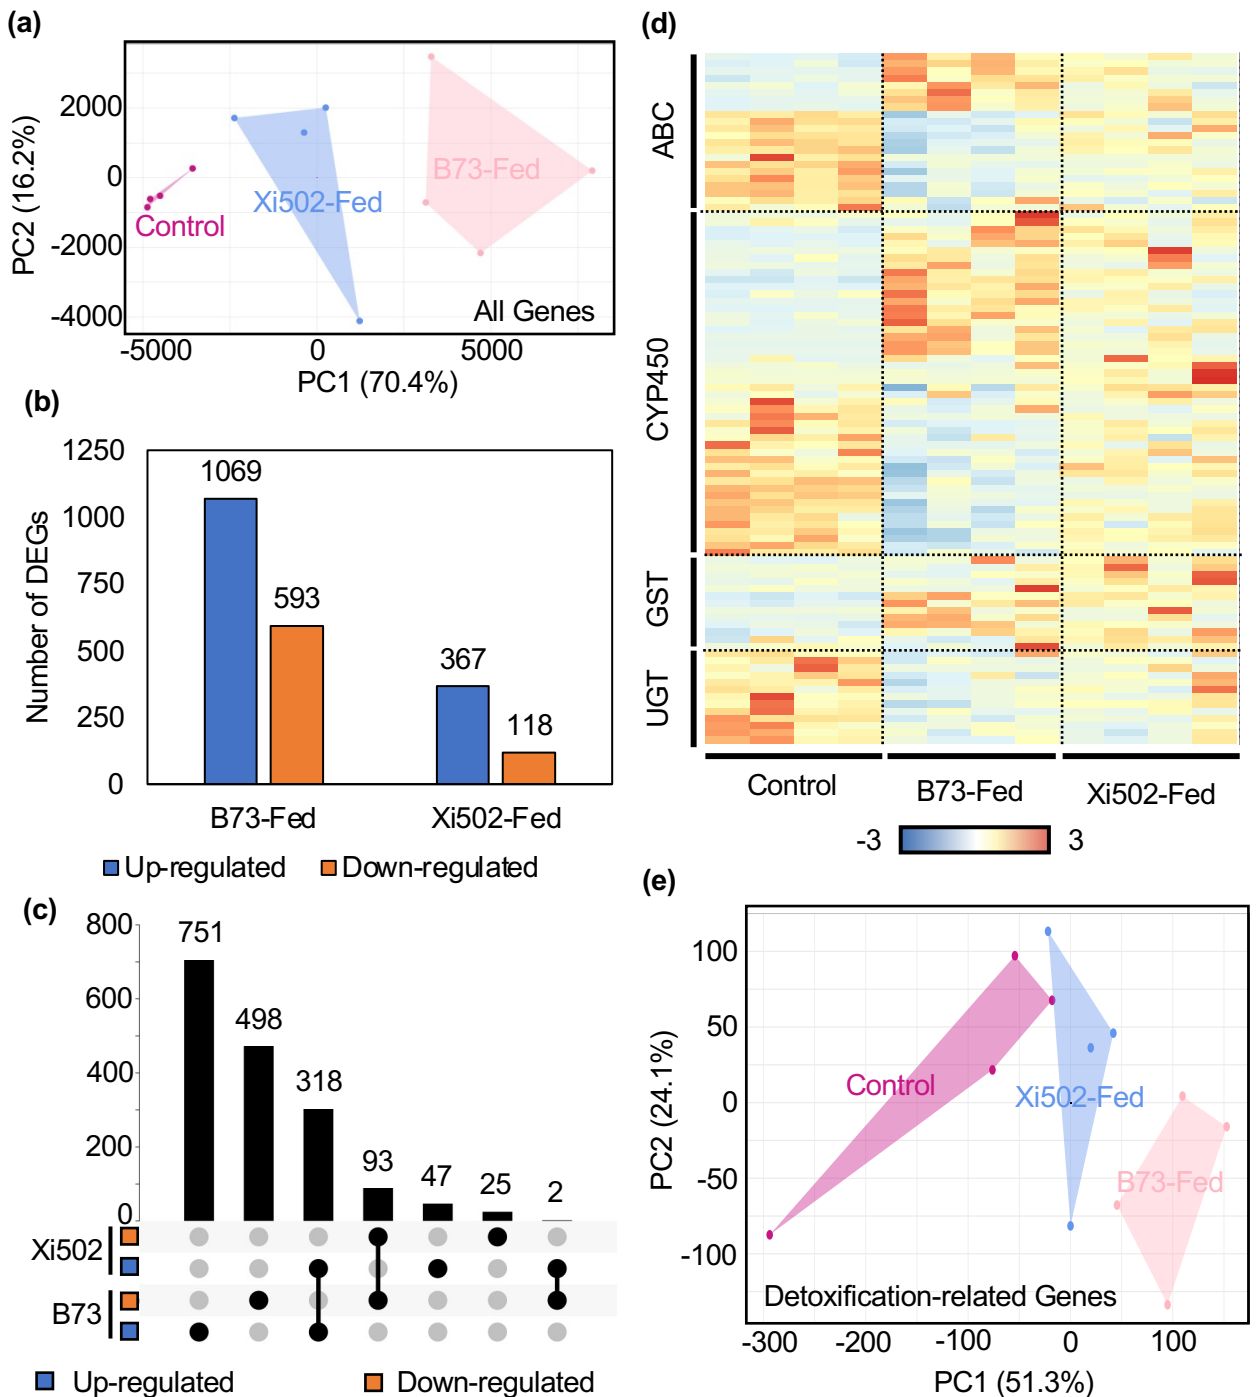 (a)
PC2 (16.2%)
2000
0
-2000
-4000
Control
Xi502-Fed
B73-Fed
All Genes
-5000 0 5000
PC1 (70.4%)
(b)
Number of DEGs
1250
1000
750
500
250
0
1069
593
367
118
B73-Fed Xi502-Fed
Up-regulated Down-regulated
(c)
800
600
400
200
0
751
498
318
93
47
25
2
Xi502
B73
Up-regulated Down-regulated
(d)
ABC
CYP450
GST
UGT
Control B73-Fed Xi502-Fed
-3 3
(e)
PC2 (24.1%)
100
50
0
-50
-100
Control
Xi502-Fed
B73-Fed
Detoxification-related Genes
-300 -200 -100 0 100
PC1 (51.3%)